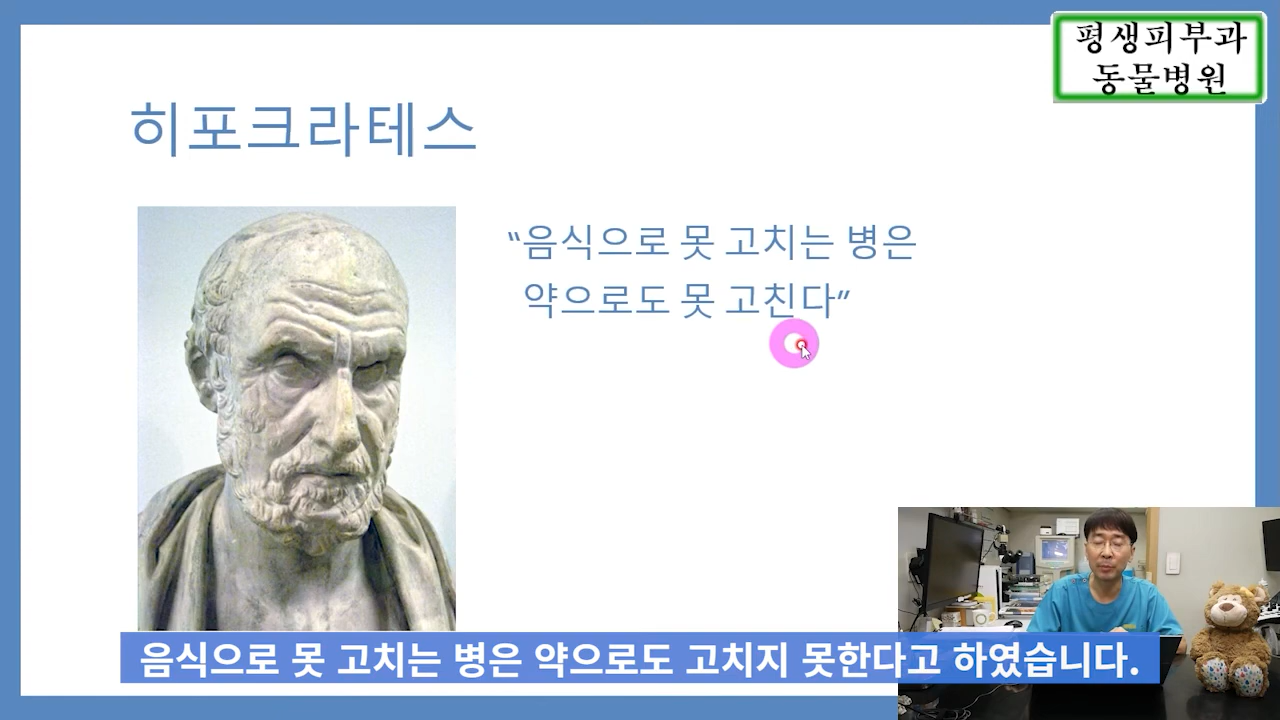 평생피부과
동물병원
히포크라테스
“음식으로 못 고치는 병은
약으로도 못 고친다”
음식으로 못 고치는 병은 약으로도 고치지 못한다고 하였습니다.